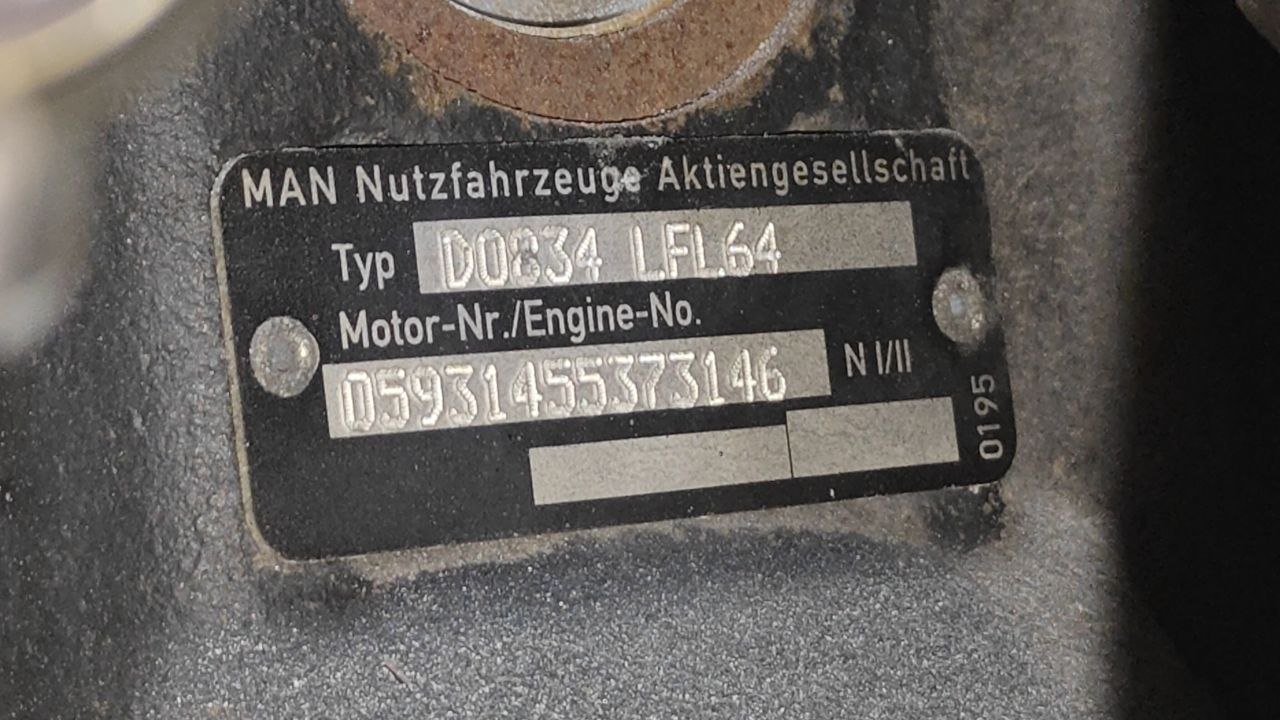 MAN Nutzfahrzeuge Aktiengesellschaft
Typ D0834 LFL64
Motor-Nr./Engine-No.
05931455373146 N I/II
0195